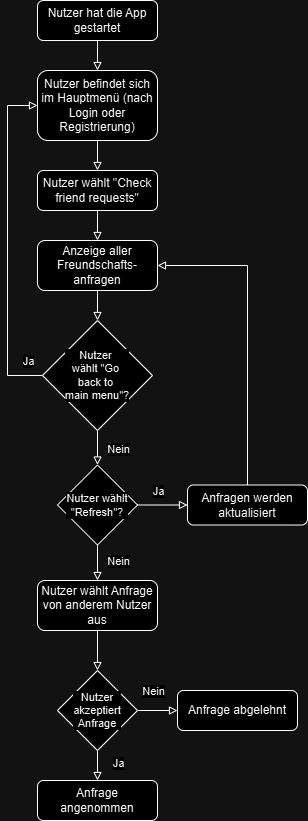 Nutzer hat die App
gestartet
Nutzer befindet sich
im Hauptmenü (nach
Login oder
Registrierung)
Nutzer wählt "Check
friend requests"
Anzeige aller
Freundschafts-
anfragen
Ja
Nutzer
wählt "Go
back to
main menu"?
Nein
Nutzer wählt
"Refresh"?
Ja
Anfragen werden
aktualisiert
Nein
Nutzer wählt Anfrage
von anderem Nutzer
aus
Nutzer
akzeptiert
Anfrage
Nein
Anfrage abgelehnt
Ja
Anfrage
angenommen